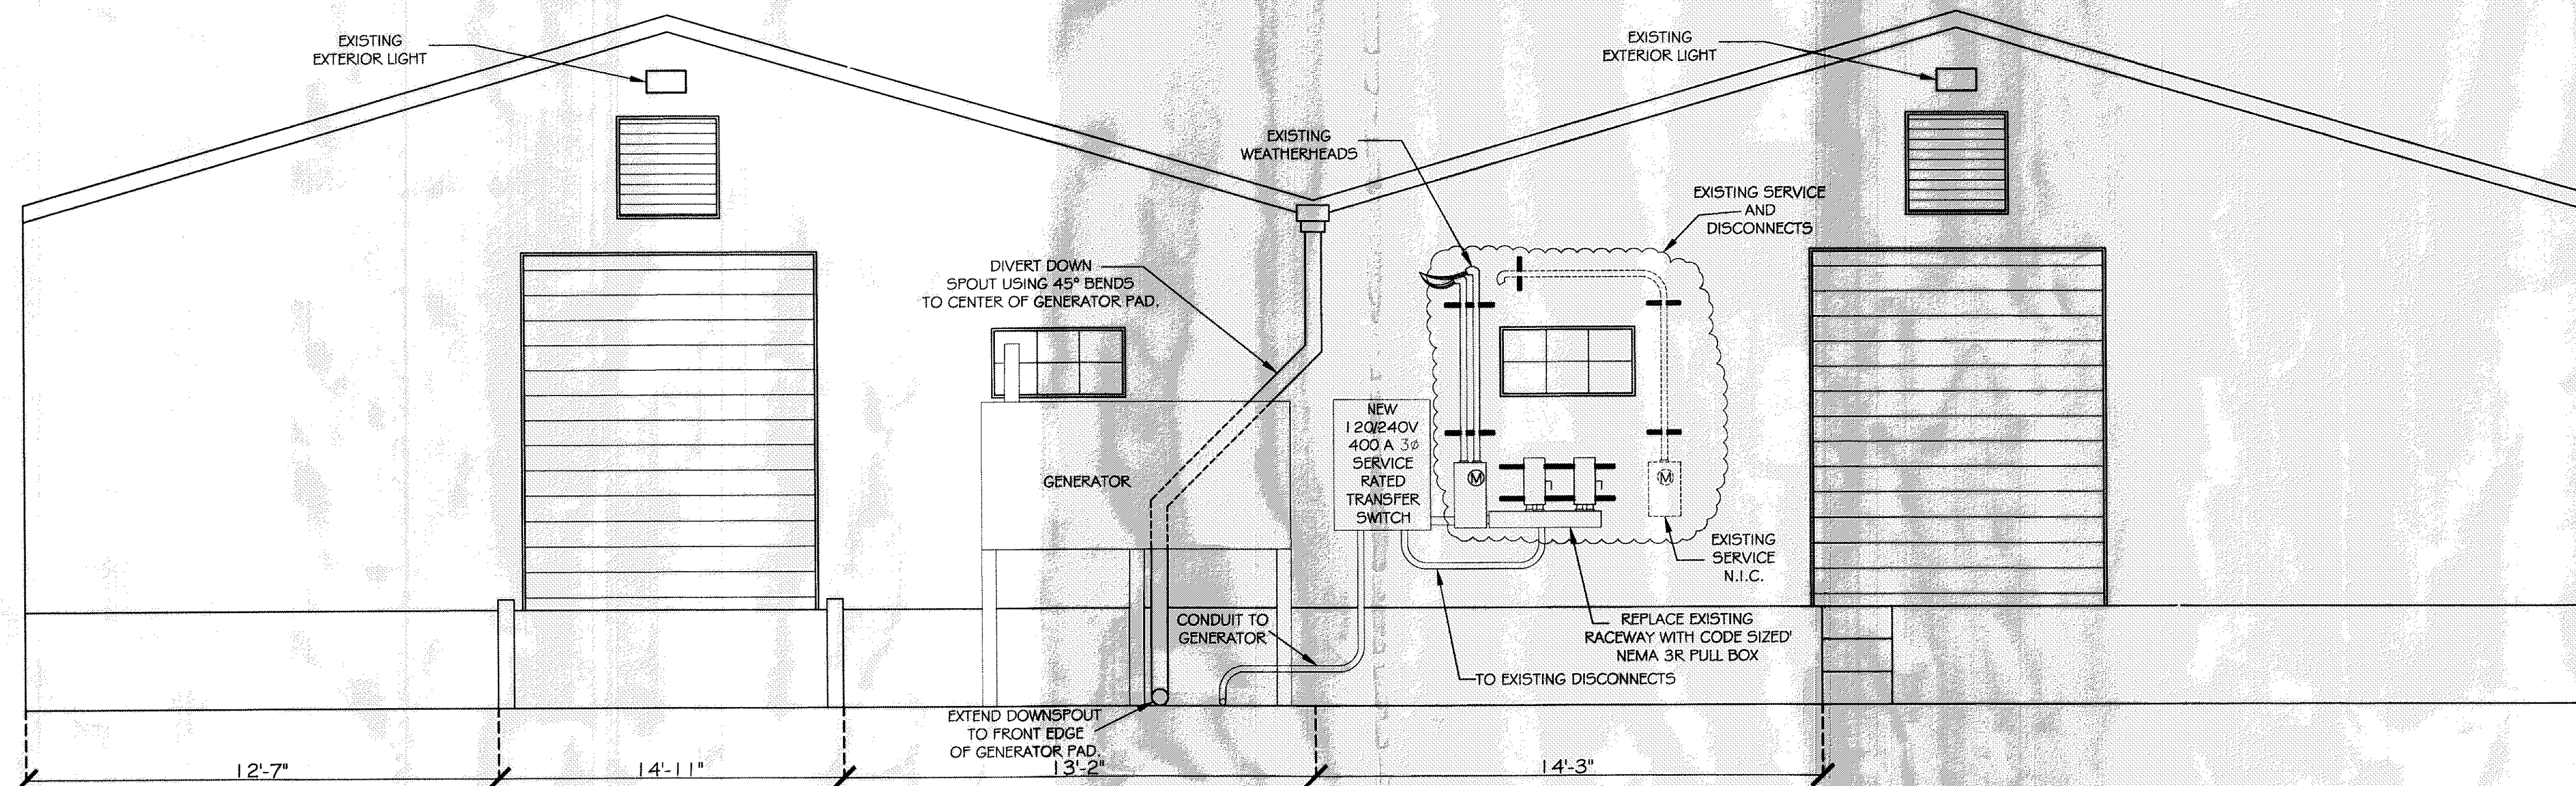 EXISTING
EXTERIOR LIGHT
EXISTING
EXTERIOR LIGHT
EXISTING
WEATHERHEADS
EXISTING SERVICE
AND
DISCONNECTS
DIVERT DOWN
SPOUT USING 45° BENDS
TO CENTER OF GENERATOR PAD.
GENERATOR
NEW
120/240V
400 A 3ø
SERVICE
RATED
TRANSFER
SWITCH
M
M
EXISTING
SERVICE
N.I.C.
CONDUIT TO
GENERATOR
REPLACE EXISTING
RACEWAY WITH CODE SIZED'
NEMA 3R PULL BOX
TO EXISTING DISCONNECTS
EXTEND DOWNSPOUT
TO FRONT EDGE
OF GENERATOR PAD.
12'-7"
14'-11"
13'-2"
14'-3"